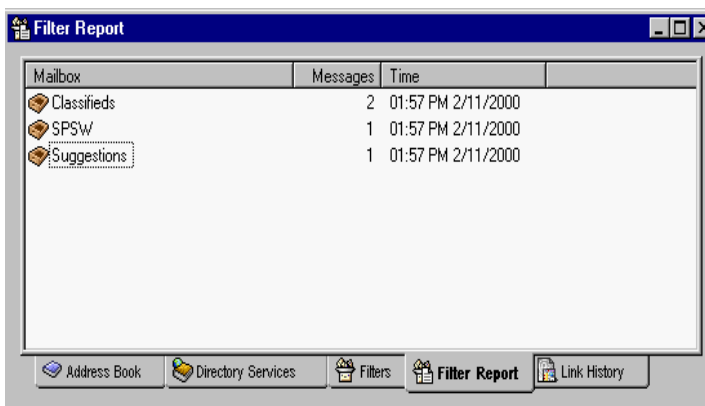 Filter Report
Mailbox Messages Time
Classifieds 2 01:57 PM 2/11/2000
SPSW 1 01:57 PM 2/11/2000
Suggestions 1 01:57 PM 2/11/2000
Address Book Directory Services Filters Filter Report Link History